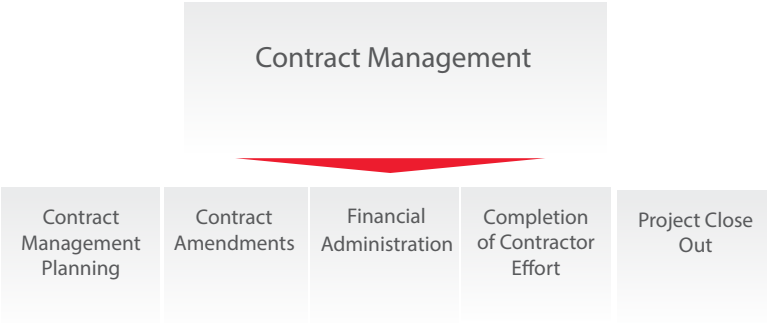 Contract Management
Contract
Management
Planning
Contract
Amendments
Financial
Administration
Completion
of Contractor
Effort
Project Close
Out